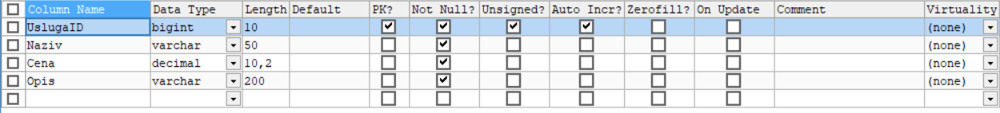 Column Name Data Type Length Default PK? Not Null? Unsigned? Auto Incr? Zerofill? On Update Comment Virtuality
UslugaID bigint 10 (none)
Naziv varchar 50 (none)
Cena decimal 10,2 (none)
Opis varchar 200 (none)